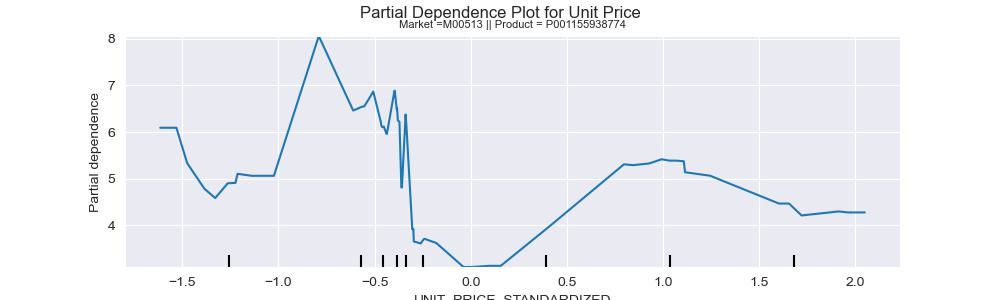 Partial Dependence Plot for Unit Price
Market =M00513 || Product = P001155938774
8
7
6
5
4
Partial dependence
−1.5 −1.0 −0.5 0.0 0.5 1.0 1.5 2.0
UNIT_PRICE_STANDARDIZED